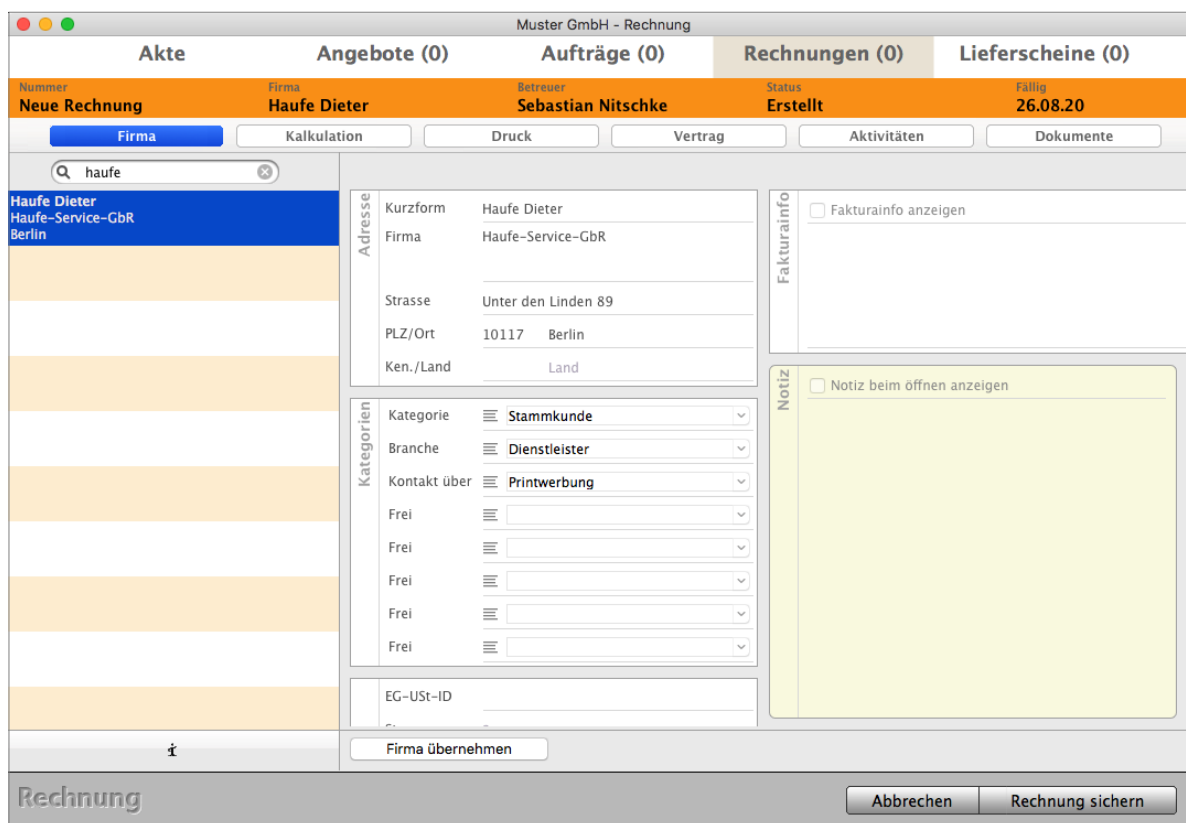 Muster GmbH - Rechnung
Akte Angebote (0) Aufträge (0) Rechnungen (0) Lieferscheine (0)
Nummer Firma Betreuer Status Fällig
Neue Rechnung Haufe Dieter Sebastian Nitschke Erstellt 26.08.20
Firma Kalkulation Druck Vertrag Aktivitäten Dokumente
haufe
Haufe Dieter
Haufe-Service-GbR
Berlin
Adresse
Kurzform Haufe Dieter
Firma Haufe-Service-GbR
Strasse Unter den Linden 89
PLZ/Ort 10117 Berlin
Ken./Land Land
Kategorien
Kategorie Stammkunde
Branche Dienstleister
Kontakt über Printwerbung
Frei
Frei
Frei
Frei
Frei
EG-USt-ID
Fakturainfo
Fakturainfo anzeigen
Notiz
Notiz beim öffnen anzeigen
i
Firma übernehmen
Rechnung
Abbrechen Rechnung sichern